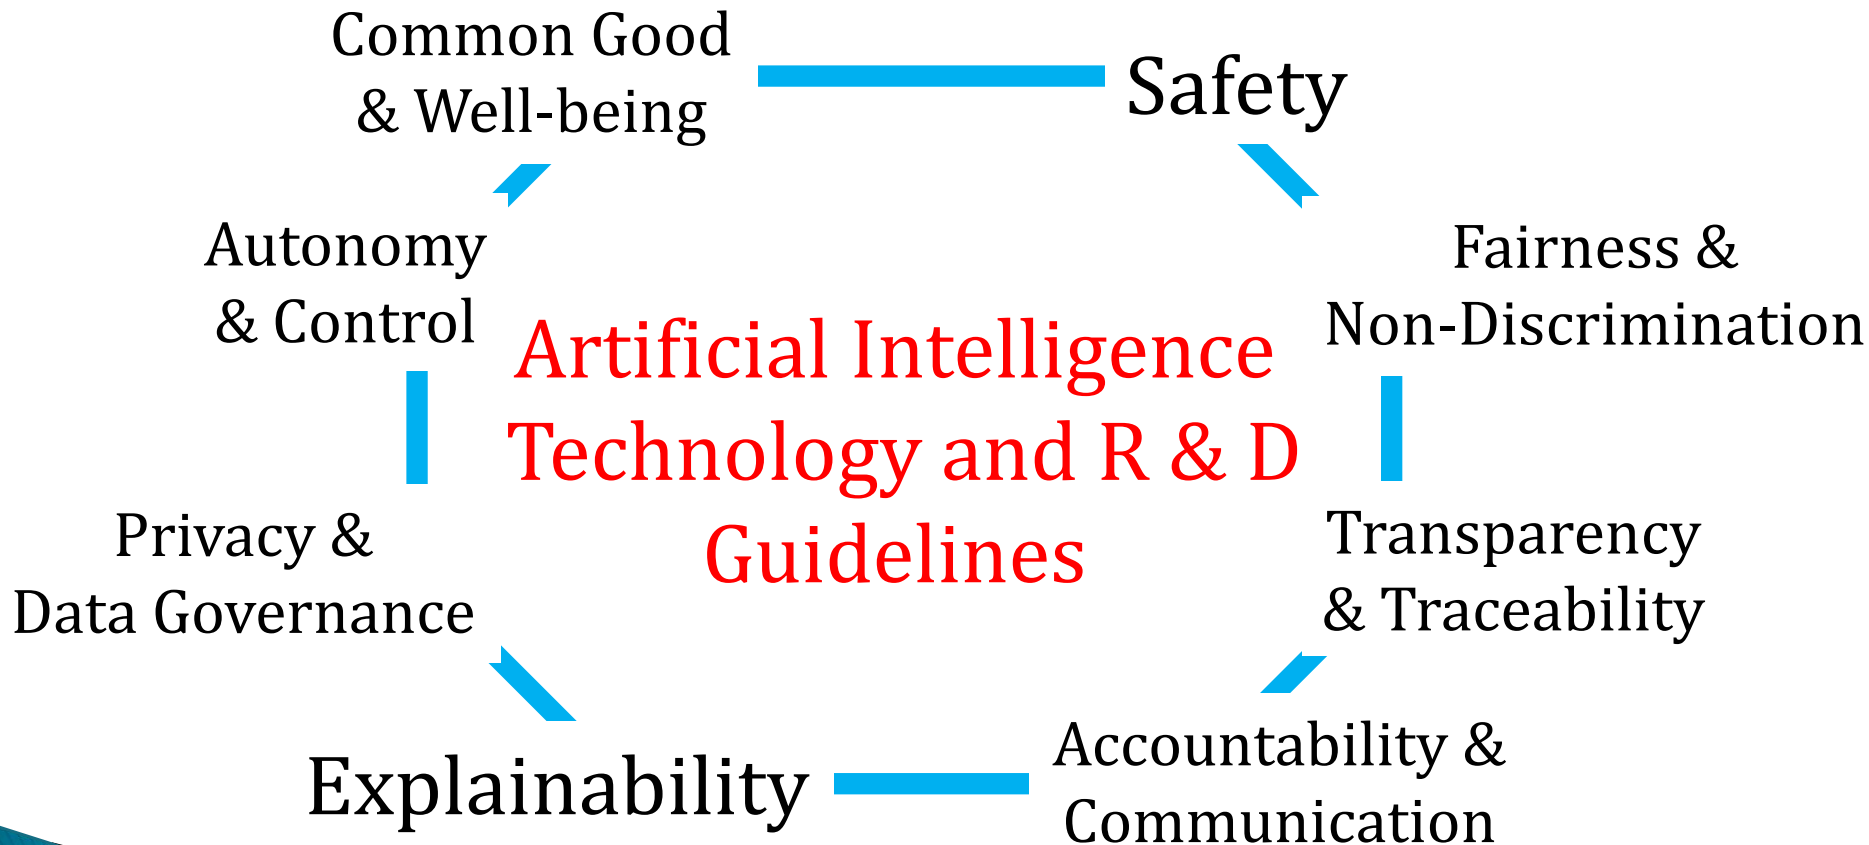 Common Good
& Well-being
Safety
Autonomy
& Control
Fairness &
Non-Discrimination
Artificial Intelligence
Technology and R & D
Guidelines
Privacy &
Data Governance
Transparency
& Traceability
Explainability
Accountability &
Communication